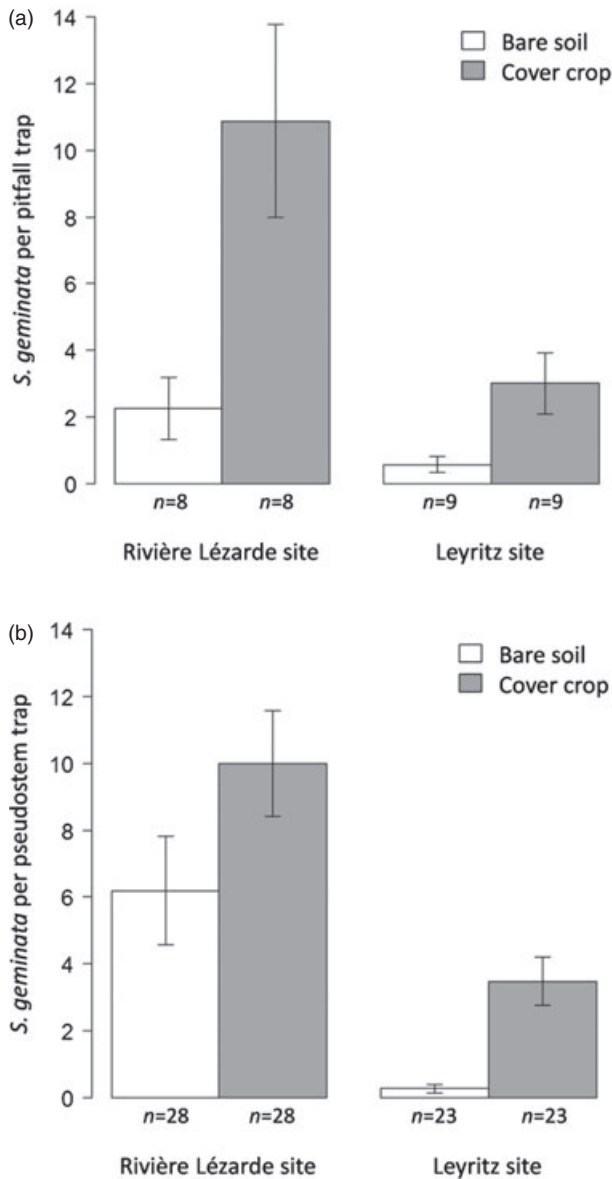 (a)
14
12
10
8
6
4
2
0
S. geminata per pitfall trap
Bare soil
Cover crop
n=8 n=8 n=9 n=9
Rivière Lézarde site Leyritz site
(b)
14
12
10
8
6
4
2
0
S. geminata per pseudostem trap
Bare soil
Cover crop
n=28 n=28 n=23 n=23
Rivière Lézarde site Leyritz site